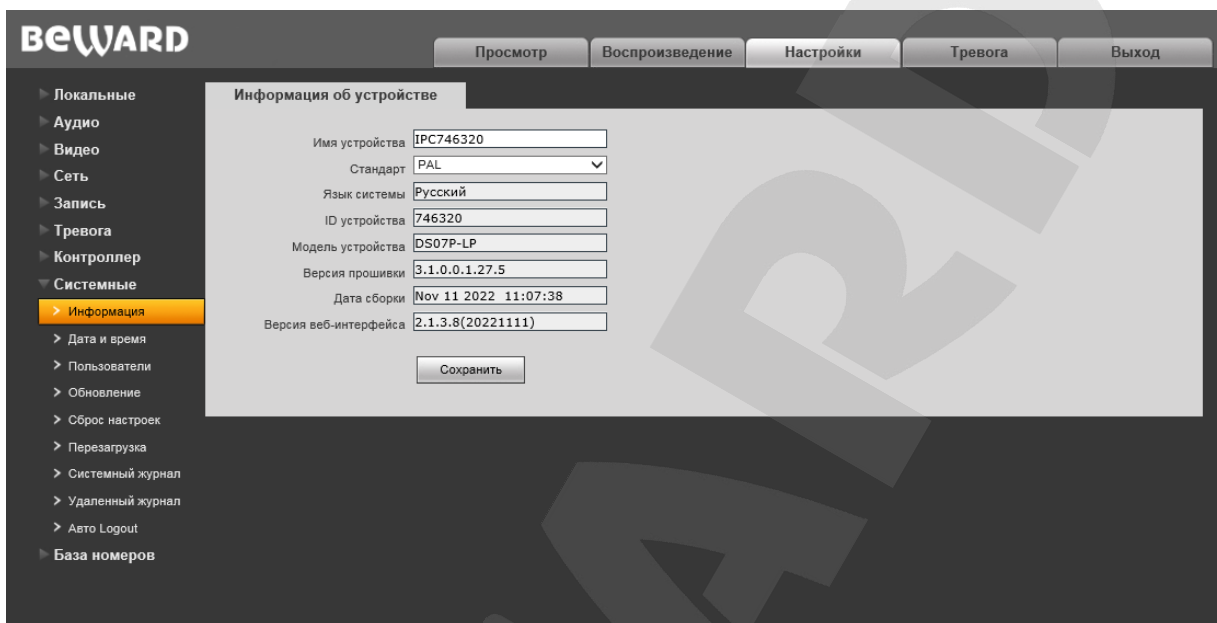 BEWARD
Просмотр Воспроизведение Настройки Тревога Выход
Локальные
Аудио
Видео
Сеть
Запись
Тревога
Контроллер
Системные
Информация
Дата и время
Пользователи
Обновление
Сброс настроек
Перезагрузка
Системный журнал
Удаленный журнал
Авто Logout
База номеров
Информация об устройстве
Имя устройства IPC746320
Стандарт PAL
Язык системы Русский
ID устройства 746320
Модель устройства DS07P-LP
Версия прошивки 3.1.0.0.1.27.5
Дата сборки Nov 11 2022 11:07:38
Версия веб-интерфейса 2.1.3.8(20221111)
Сохранить